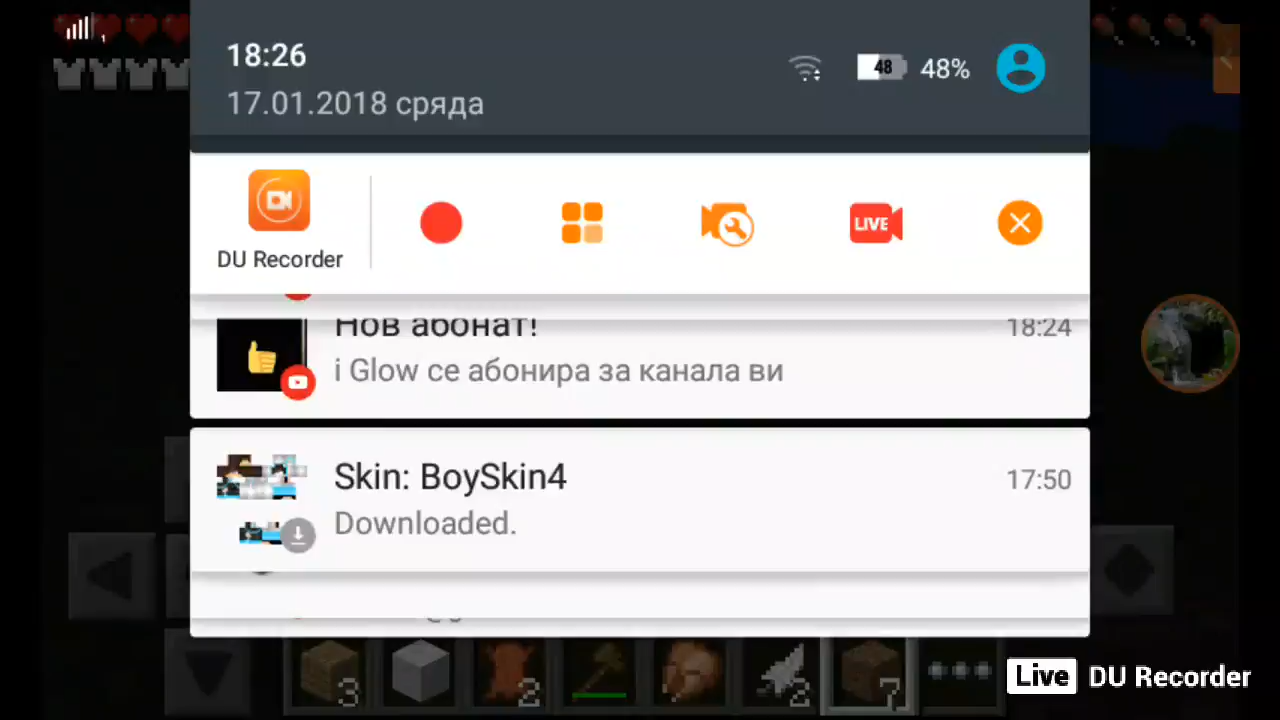 18:26
48
48%
17.01.2018 сряда
DU Recorder
LIVE
Нов абонат!
18:24
i Glow се абонира за канала ви
Skin: BoySkin4
17:50
Downloaded.
3
2
2
7
Live DU Recorder